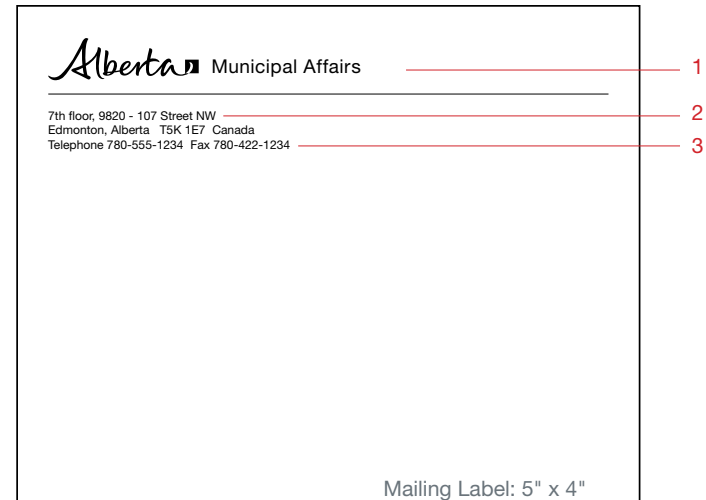 Alberta Municipal Affairs 1
7th floor, 9820 - 107 Street NW 2
Edmonton, Alberta T5K 1E7 Canada
Telephone 780-555-1234 Fax 780-422-1234 3
Mailing Label: 5" x 4"